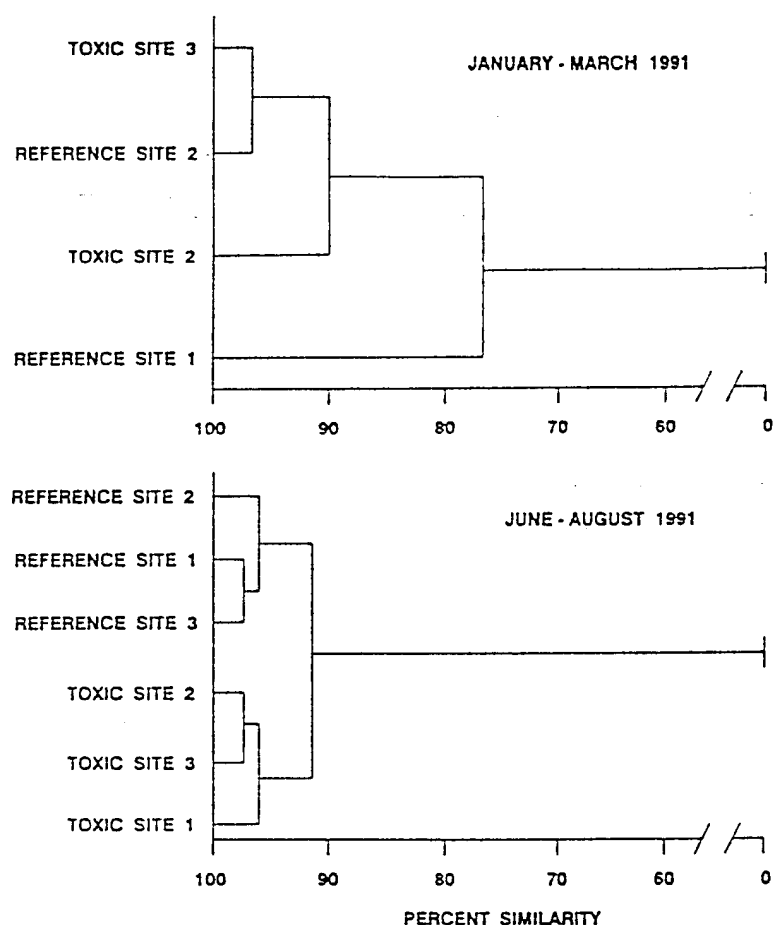 TOXIC SITE 3
JANUARY - MARCH 1991
REFERENCE SITE 2
TOXIC SITE 2
REFERENCE SITE 1
100 90 80 70 60 0
REFERENCE SITE 2
JUNE - AUGUST 1991
REFERENCE SITE 1
REFERENCE SITE 3
TOXIC SITE 2
TOXIC SITE 3
TOXIC SITE 1
100 90 80 70 60 0
PERCENT SIMILARITY